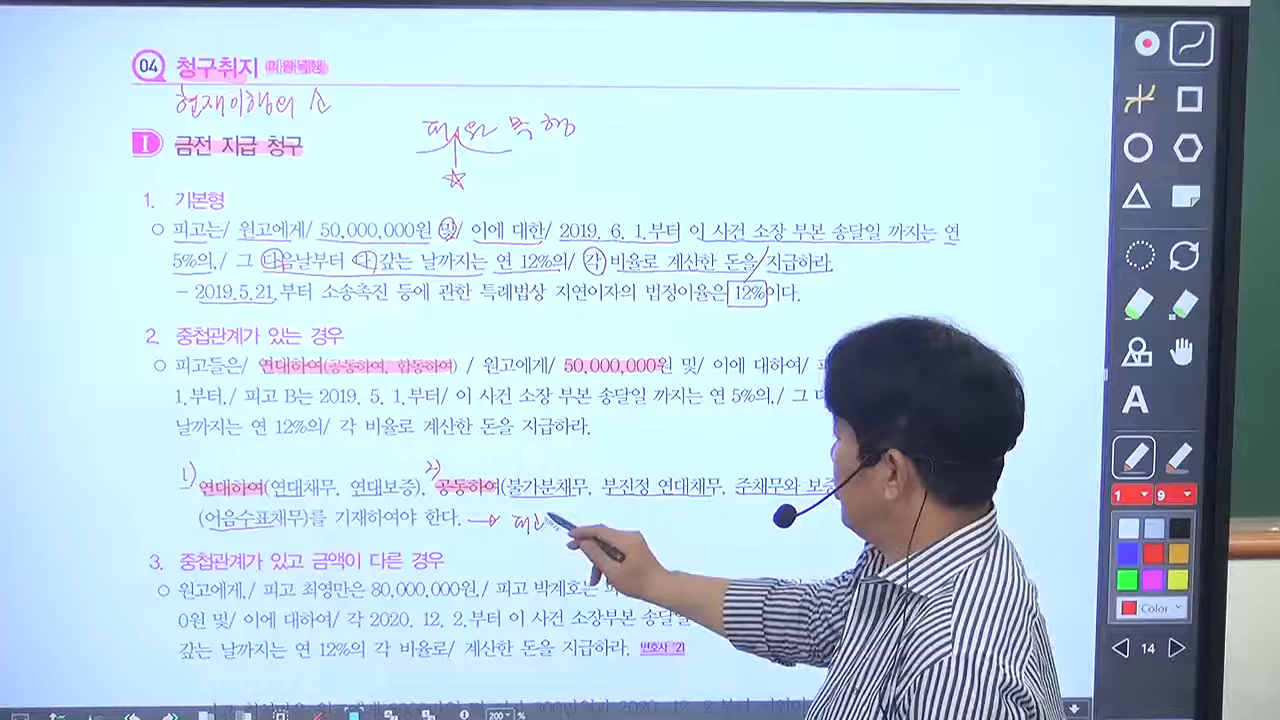 04 청구취지 피원목행
현재이행의 소
피 원 목 행
I 금전 지급 청구
1. 기본형
○ 피고는/ 원고에게/ 50,000,000원 및/ 이에 대한/ 2019. 6. 1.부터 이 사건 소장 부본 송달일 까지는 연
5%의,/ 그 다음날부터 다 갚는 날까지는 연 12%의/ 각 비율로 계산한 돈을/ 지급하라.
- 2019.5.21.부터 소송촉진 등에 관한 특례법상 지연이자의 법정이율은 12%이다.
2. 중첩관계가 있는 경우
○ 피고들은/ 연대하여(공동하여, 합동하여) / 원고에게/ 50,000,000원 및/ 이에 대하여/
1.부터,/ 피고 B는 2019. 5. 1.부터/ 이 사건 소장 부본 송달일 까지는 연 5%의,/ 그
날까지는 연 12%의/ 각 비율로 계산한 돈을 지급하라.
1) 2)
- 연대하여(연대채무, 연대보증), 공동하여(불가분채무, 부진정 연대채무, 주채무와
(어음수표채무)를 기재하여야 한다. → 피
3. 중첩관계가 있고 금액이 다른 경우
○ 원고에게,/ 피고 최영만은 80,000,000원,/ 피고 박계호는
0원 및/ 이에 대하여/ 각 2020. 12. 2.부터 이 사건 소장부본 송달일
갚는 날까지는 연 12%의 각 비율로/ 계산한 돈을 지급하라. 변호사 '21
A
1 9
Color
14
200 %